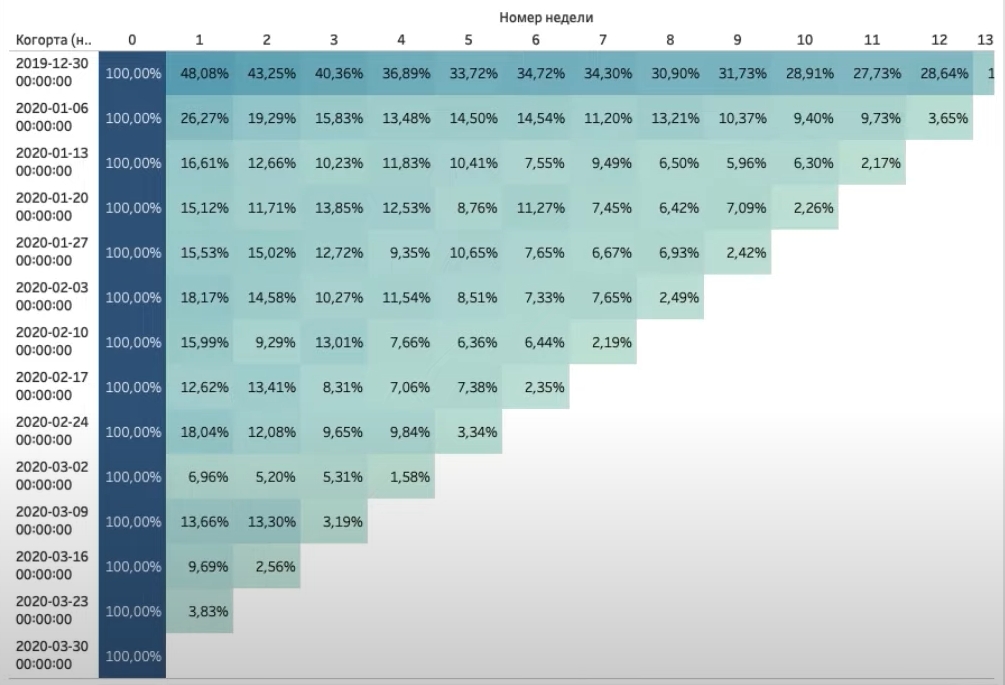 Номер недели
Когорта (н.. 0 1 2 3 4 5 6 7 8 9 10 11 12 13
2019-12-30
00:00:00 100,00% 48,08% 43,25% 40,36% 36,89% 33,72% 34,72% 34,30% 30,90% 31,73% 28,91% 27,73% 28,64% 1
2020-01-06
00:00:00 100,00% 26,27% 19,29% 15,83% 13,48% 14,50% 14,54% 11,20% 13,21% 10,37% 9,40% 9,73% 3,65%
2020-01-13
00:00:00 100,00% 16,61% 12,66% 10,23% 11,83% 10,41% 7,55% 9,49% 6,50% 5,96% 6,30% 2,17%
2020-01-20
00:00:00 100,00% 15,12% 11,71% 13,85% 12,53% 8,76% 11,27% 7,45% 6,42% 7,09% 2,26%
2020-01-27
00:00:00 100,00% 15,53% 15,02% 12,72% 9,35% 10,65% 7,65% 6,67% 6,93% 2,42%
2020-02-03
00:00:00 100,00% 18,17% 14,58% 10,27% 11,54% 8,51% 7,33% 7,65% 2,49%
2020-02-10
00:00:00 100,00% 15,99% 9,29% 13,01% 7,66% 6,36% 6,44% 2,19%
2020-02-17
00:00:00 100,00% 12,62% 13,41% 8,31% 7,06% 7,38% 2,35%
2020-02-24
00:00:00 100,00% 18,04% 12,08% 9,65% 9,84% 3,34%
2020-03-02
00:00:00 100,00% 6,96% 5,20% 5,31% 1,58%
2020-03-09
00:00:00 100,00% 13,66% 13,30% 3,19%
2020-03-16
00:00:00 100,00% 9,69% 2,56%
2020-03-23
00:00:00 100,00% 3,83%
2020-03-30
00:00:00 100,00%